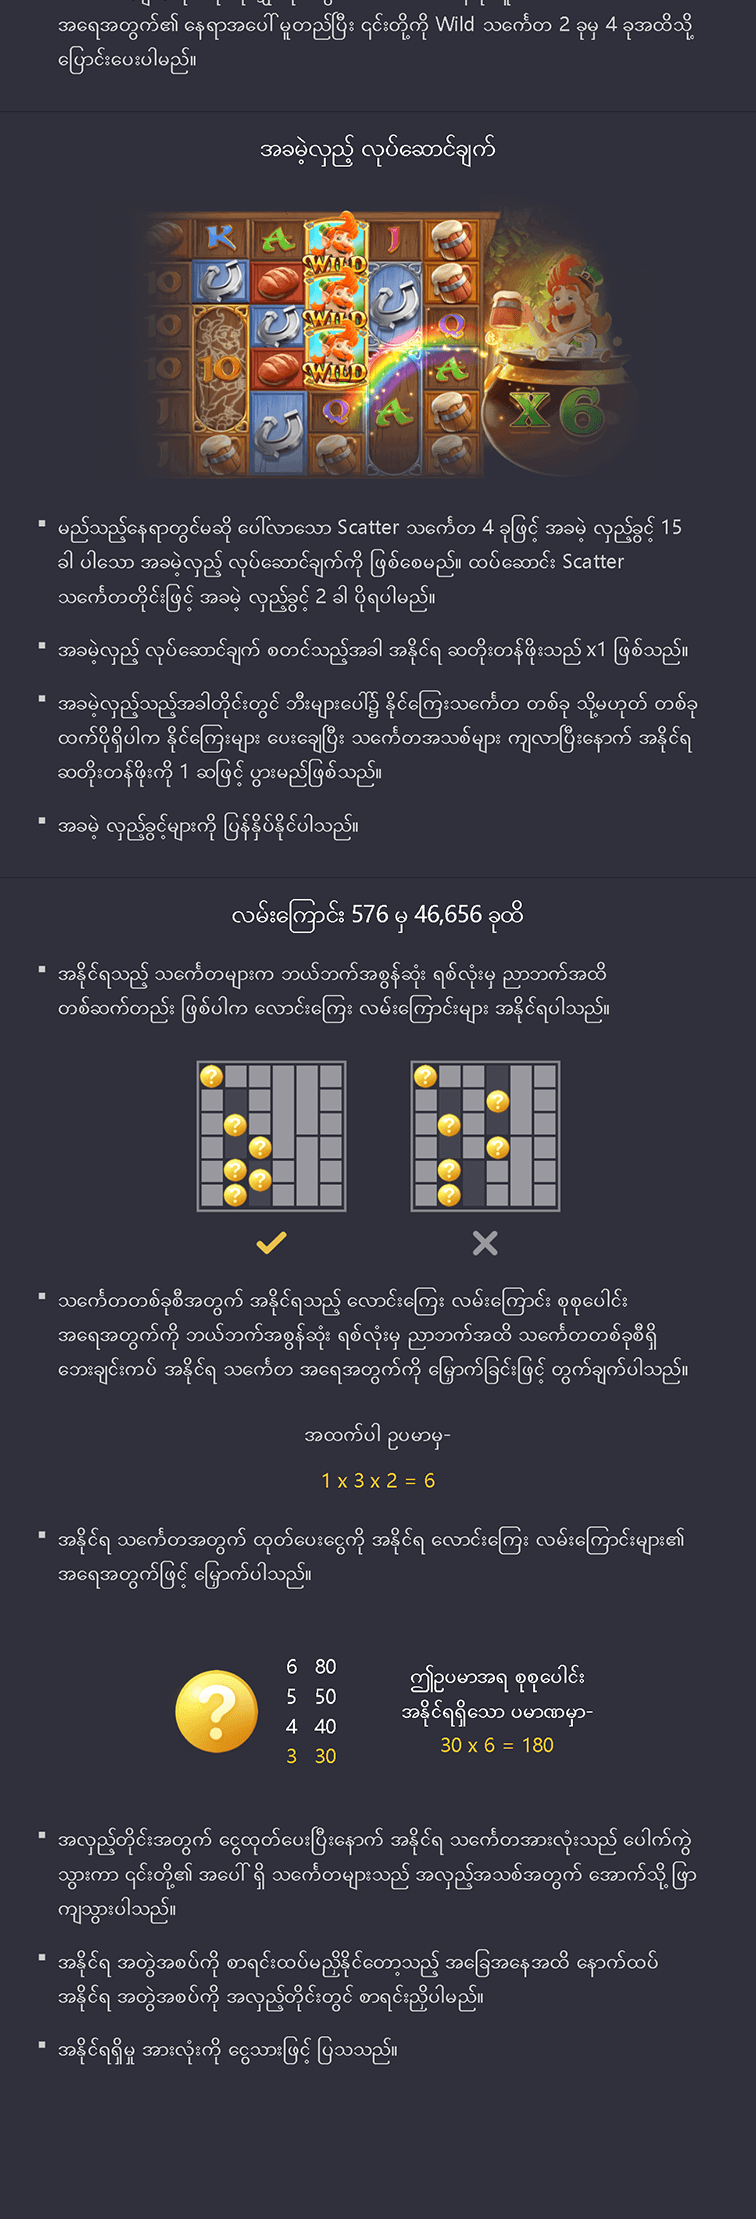 အရေအတွက်၏ နေရာအပေါ် မူတည်ပြီး ၎င်းတို့ကို Wild သင်္ကေတ 2 ခုမှ 4 ခုအထိသို့
ပြောင်းပေးပါမည်။
အခမဲ့လှည့် လုပ်ဆောင်ချက်
K
A
WILD
J
10
WILD
10
Q
10
10
WILD
A
J
Q
A
X6
J
မည်သည့်နေရာတွင်မဆို ပေါ်လာသော Scatter သင်္ကေတ 4 ခုဖြင့် အခမဲ့ လှည့်ခွင့် 15
ခါ ပါသော အခမဲ့လှည့် လုပ်ဆောင်ချက်ကို ဖြစ်စေမည်။ ထပ်ဆောင်း Scatter
သင်္ကေတတိုင်းဖြင့် အခမဲ့ လှည့်ခွင့် 2 ခါ ပိုရပါမည်။
အခမဲ့လှည့် လုပ်ဆောင်ချက် စတင်သည့်အခါ အနိုင်ရ ဆတိုးတန်ဖိုးသည် x1 ဖြစ်သည်။
အခမဲ့လှည့်သည့်အခါတိုင်းတွင် ဘီးများပေါ်၌ နိုင်ကြေးသင်္ကေတ တစ်ခု သို့မဟုတ် တစ်ခု
ထက်ပိုရှိပါက နိုင်ကြေးများ ပေးချေပြီး သင်္ကေတအသစ်များ ကျလာပြီးနောက် အနိုင်ရ
ဆတိုးတန်ဖိုးကို 1 ဆဖြင့် ပွားမည်ဖြစ်သည်။
အခမဲ့ လှည့်ခွင့်များကို ပြန်နှိပ်နိုင်ပါသည်။
လမ်းကြောင်း 576 မှ 46,656 ခုထိ
အနိုင်ရသည့် သင်္ကေတများက ဘယ်ဘက်အစွန်ဆုံး ရစ်လုံးမှ ညာဘက်အထိ
တစ်ဆက်တည်း ဖြစ်ပါက လောင်းကြေး လမ်းကြောင်းများ အနိုင်ရပါသည်။
သင်္ကေတတစ်ခုစီအတွက် အနိုင်ရသည့် လောင်းကြေး လမ်းကြောင်း စုစုပေါင်း
အရေအတွက်ကို ဘယ်ဘက်အစွန်ဆုံး ရစ်လုံးမှ ညာဘက်အထိ သင်္ကေတတစ်ခုစီရှိ
ဘေးချင်းကပ် အနိုင်ရ သင်္ကေတ အရေအတွက်ကို မြှောက်ခြင်းဖြင့် တွက်ချက်ပါသည်။
အထက်ပါ ဥပမာမှ-
1 x 3 x 2 = 6
အနိုင်ရ သင်္ကေတအတွက် ထုတ်ပေးငွေကို အနိုင်ရ လောင်းကြေး လမ်းကြောင်းများ၏
အရေအတွက်ဖြင့် မြှောက်ပါသည်။
6 80
5 50
4 40
3 30
ဤဥပမာအရ စုစုပေါင်း
အနိုင်ရရှိသော ပမာဏမှာ-
30 x 6 = 180
အလှည့်တိုင်းအတွက် ငွေထုတ်ပေးပြီးနောက် အနိုင်ရ သင်္ကေတအားလုံးသည် ပေါက်ကွဲ
သွားကာ ၎င်းတို့၏ အပေါ် ရှိ သင်္ကေတများသည် အလှည့်အသစ်အတွက် အောက်သို့ ဖြာ
ကျသွားပါသည်။
အနိုင်ရ အတွဲအစပ်ကို စာရင်းထပ်မညှိနိုင်တော့သည့် အခြေအနေအထိ နောက်ထပ်
အနိုင်ရ အတွဲအစပ်ကို အလှည့်တိုင်းတွင် စာရင်းညှိပါမည်။
အနိုင်ရရှိမှု အားလုံးကို ငွေသားဖြင့် ပြသသည်။